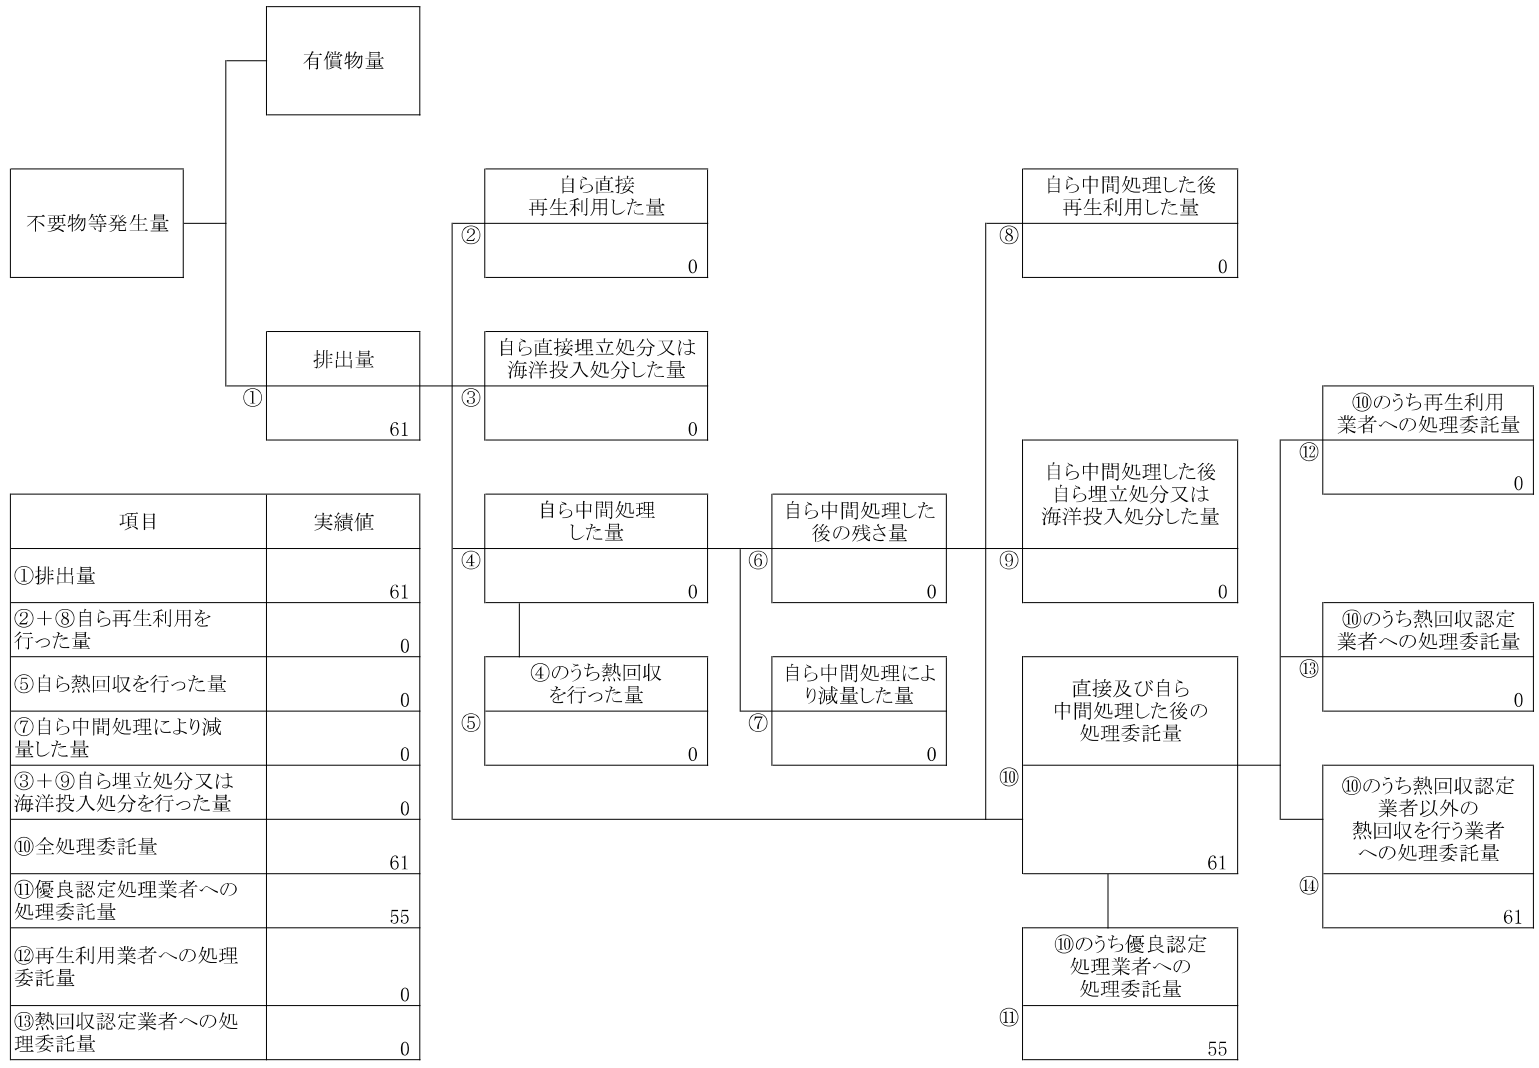 有償物量
不要物等発生量
排出量
①
61
自ら直接
再生利用した量
②
0
自ら直接埋立処分又は
海洋投入処分した量
③
0
自ら中間処理
した量
④
0
④のうち熱回収
を行った量
⑤
0
自ら中間処理した
後の残さ量
⑥
0
自ら中間処理によ
り減量した量
⑦
0
自ら中間処理した後
再生利用した量
⑧
0
自ら中間処理した後
自ら埋立処分又は
海洋投入処分した量
⑨
0
直接及び自ら
中間処理した後の
処理委託量
⑩
61
⑩のうち優良認定
処理業者への
処理委託量
⑪
55
⑩のうち再生利用
業者への処理委託量
⑫
0
⑩のうち熱回収認定
業者への処理委託量
⑬
0
⑩のうち熱回収認定
業者以外の
熱回収を行う業者
への処理委託量
⑭
61
項目 実績値
①排出量
61
②＋⑧自ら再生利用を
行った量
0
⑤自ら熱回収を行った量
0
⑦自ら中間処理により減
量した量
0
③＋⑨自ら埋立処分又は
海洋投入処分を行った量
0
⑩全処理委託量
61
⑪優良認定処理業者への
処理委託量
55
⑫再生利用業者への処理
委託量
0
⑬熱回収認定業者への処
理委託量
0